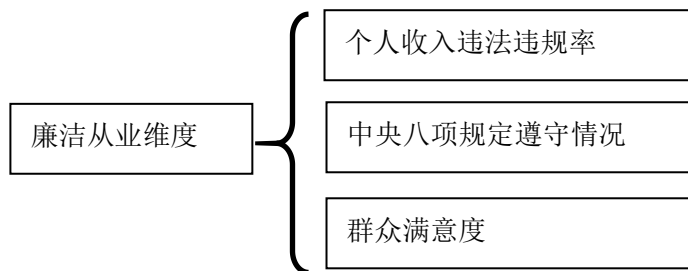 个人收入违法违规率
廉洁从业维度
中央八项规定遵守情况
群众满意度